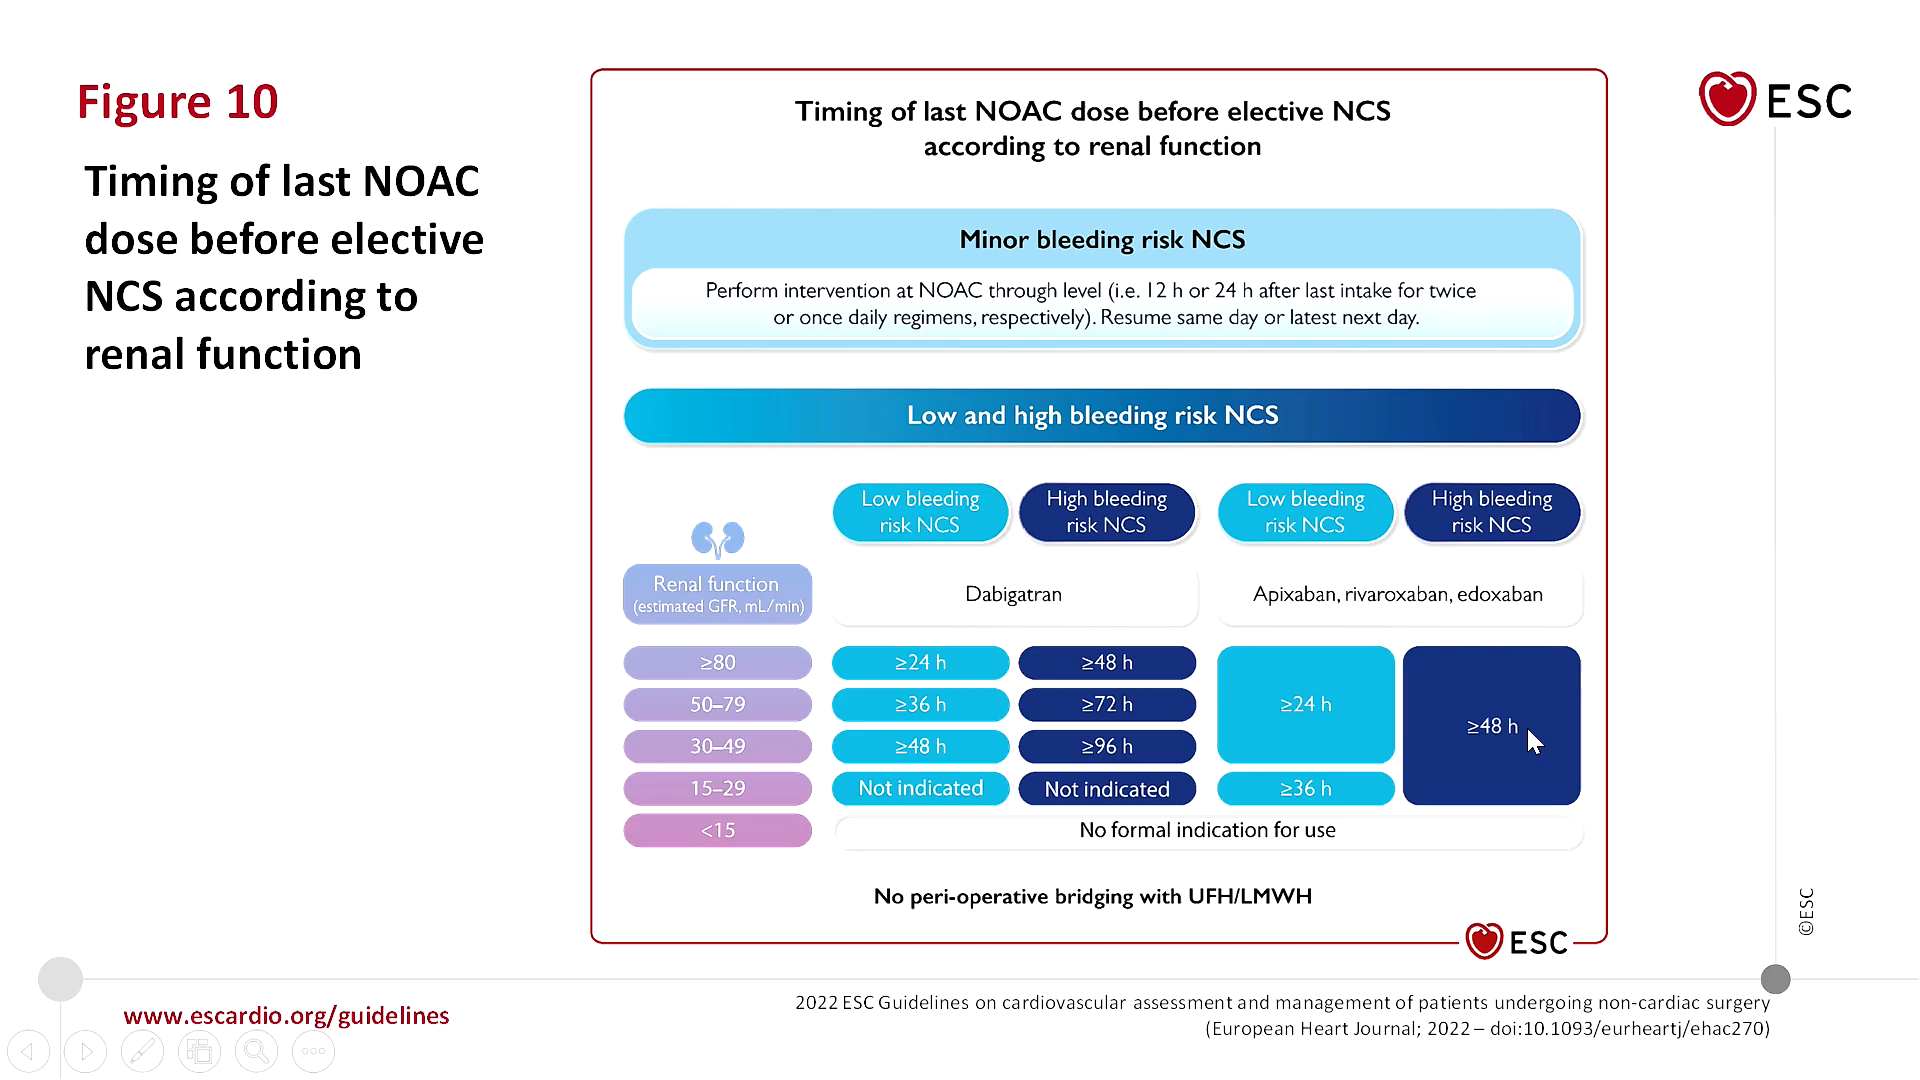 Figure 10
Timing of last NOAC
dose before elective
NCS according to
renal function
ESC
Timing of last NOAC dose before elective NCS
according to renal function
Minor bleeding risk NCS
Perform intervention at NOAC through level (i.e. 12 h or 24 h after last intake for twice
or once daily regimens, respectively). Resume same day or latest next day.
Low and high bleeding risk NCS
Low bleeding
risk NCS
High bleeding
risk NCS
Low bleeding
risk NCS
High bleeding
risk NCS
Renal function
(estimated GFR, mL/min)
Dabigatran
Apixaban, rivaroxaban, edoxaban
≥80
≥24 h
≥48 h
50–79
≥36 h
≥72 h
≥24 h
≥48 h
30–49
≥48 h
≥96 h
15–29
Not indicated
Not indicated
≥36 h
<15
No formal indication for use
No peri-operative bridging with UFH/LMWH
ESC
©ESC
www.escardio.org/guidelines
2022 ESC Guidelines on cardiovascular assessment and management of patients undergoing non-cardiac surgery
(European Heart Journal; 2022 – doi:10.1093/eurheartj/ehac270)